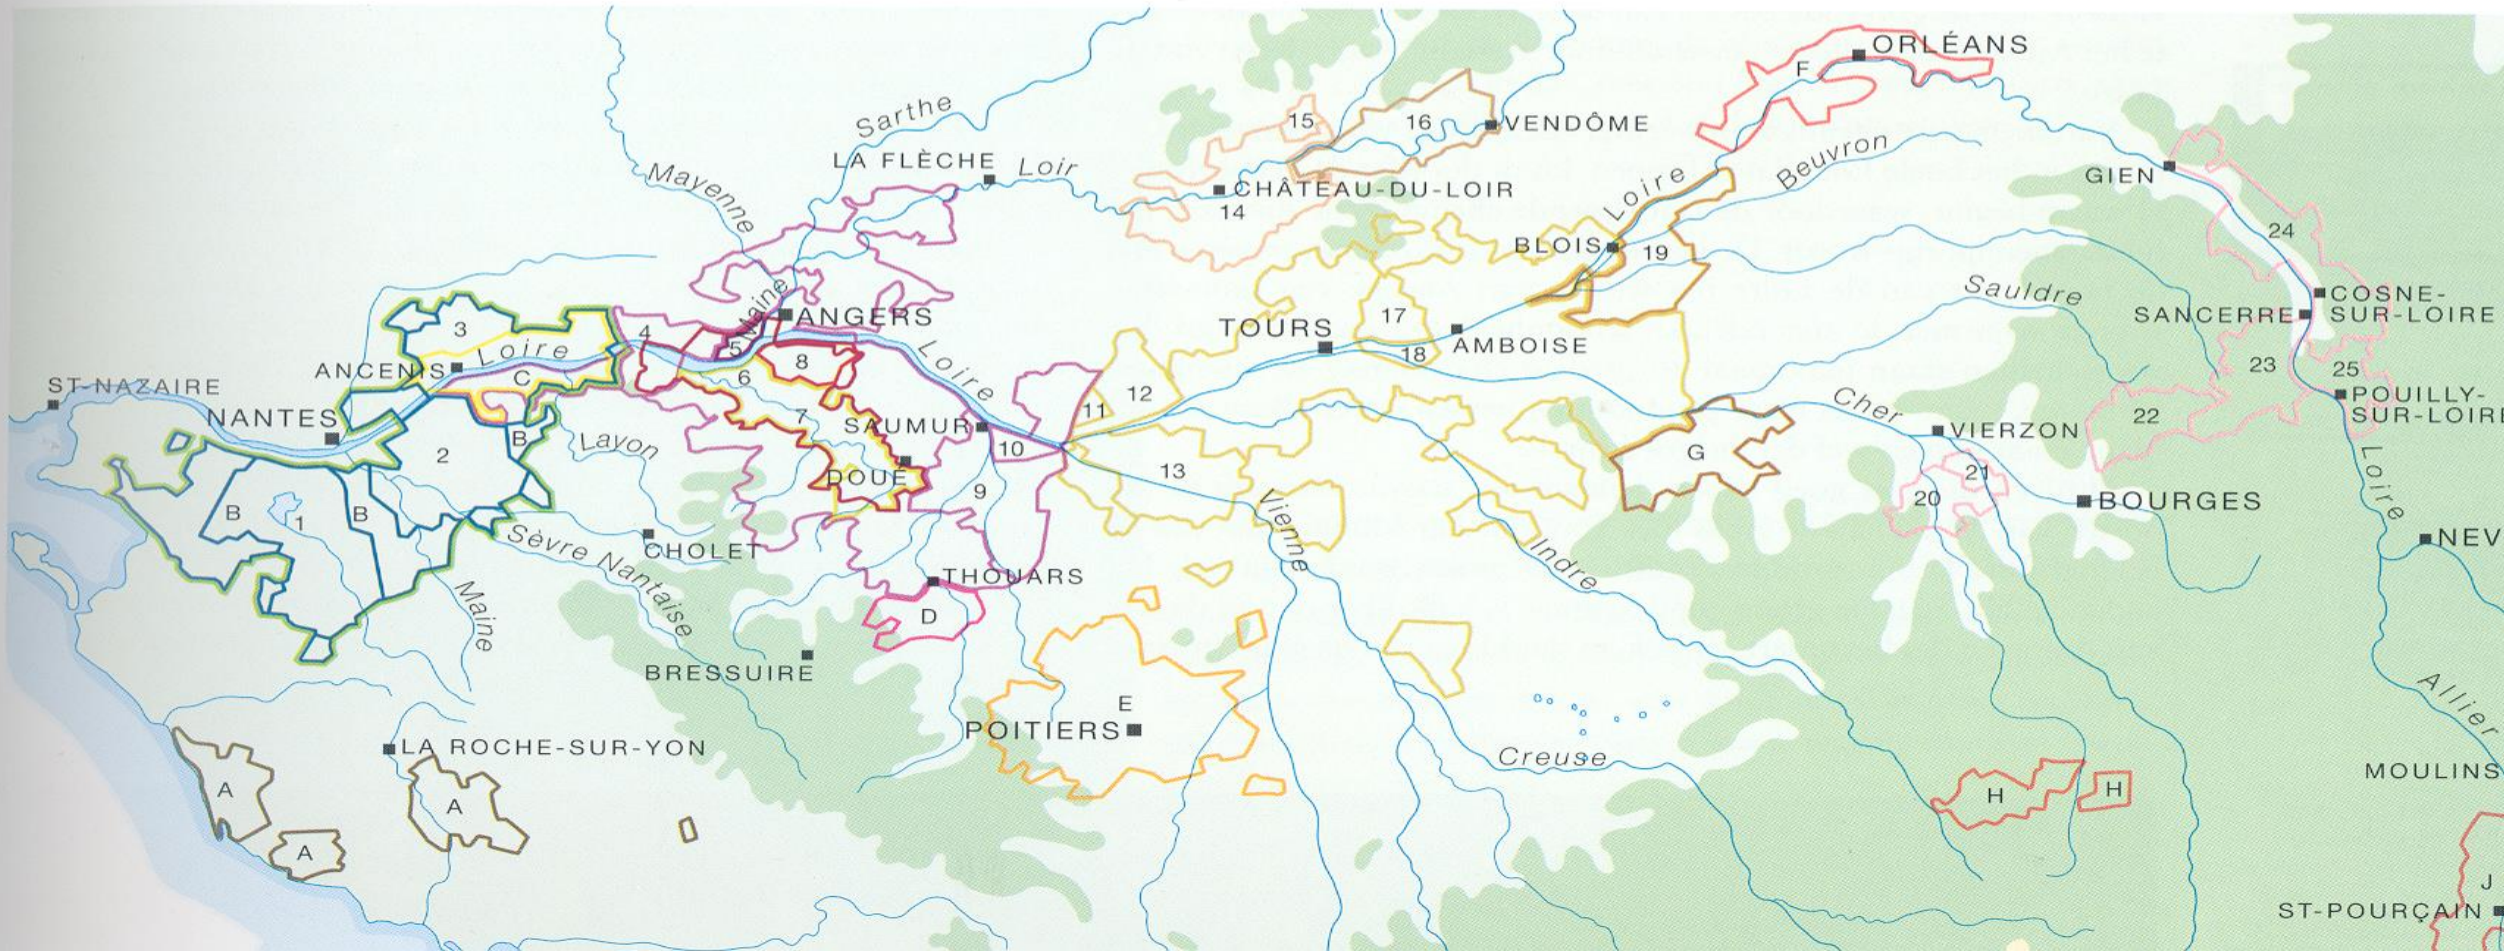 ORLÉANS
F
Sarthe
15
16
VENDÔME
Beuvron
LA FLÈCHE
Loir
GIEN
Mayenne
CHÂTEAU-DU-LOIR
14
Loire
24
BLOIS
19
Maine
Sauldre
COSNE-
SUR-LOIRE
SANCERRE
ANGERS
3
4
5
17
TOURS
AMBOISE
18
Loire
ANCENIS
C
6
8
Loire
23
25
ST-NAZAIRE
NANTES
7
SAUMUR
11
12
Cher
22
POUILLY-
SUR-LOIRE
2
B
Layon
10
VIERZON
G
DOUÉ
13
9
Vienne
21
20
BOURGES
Loire
B
1
B
Sèvre Nantaise
CHOLET
Indre
NEV
THOUARS
Maine
D
BRESSUIRE
E
POITIERS
Allier
LA ROCHE-SUR-YON
Creuse
MOULINS
A
A
H
H
A
J
ST-POURÇAIN